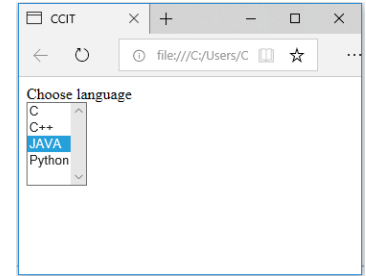 CCIT
file:///C:/Users/C
Choose language
C
C++
JAVA
Python